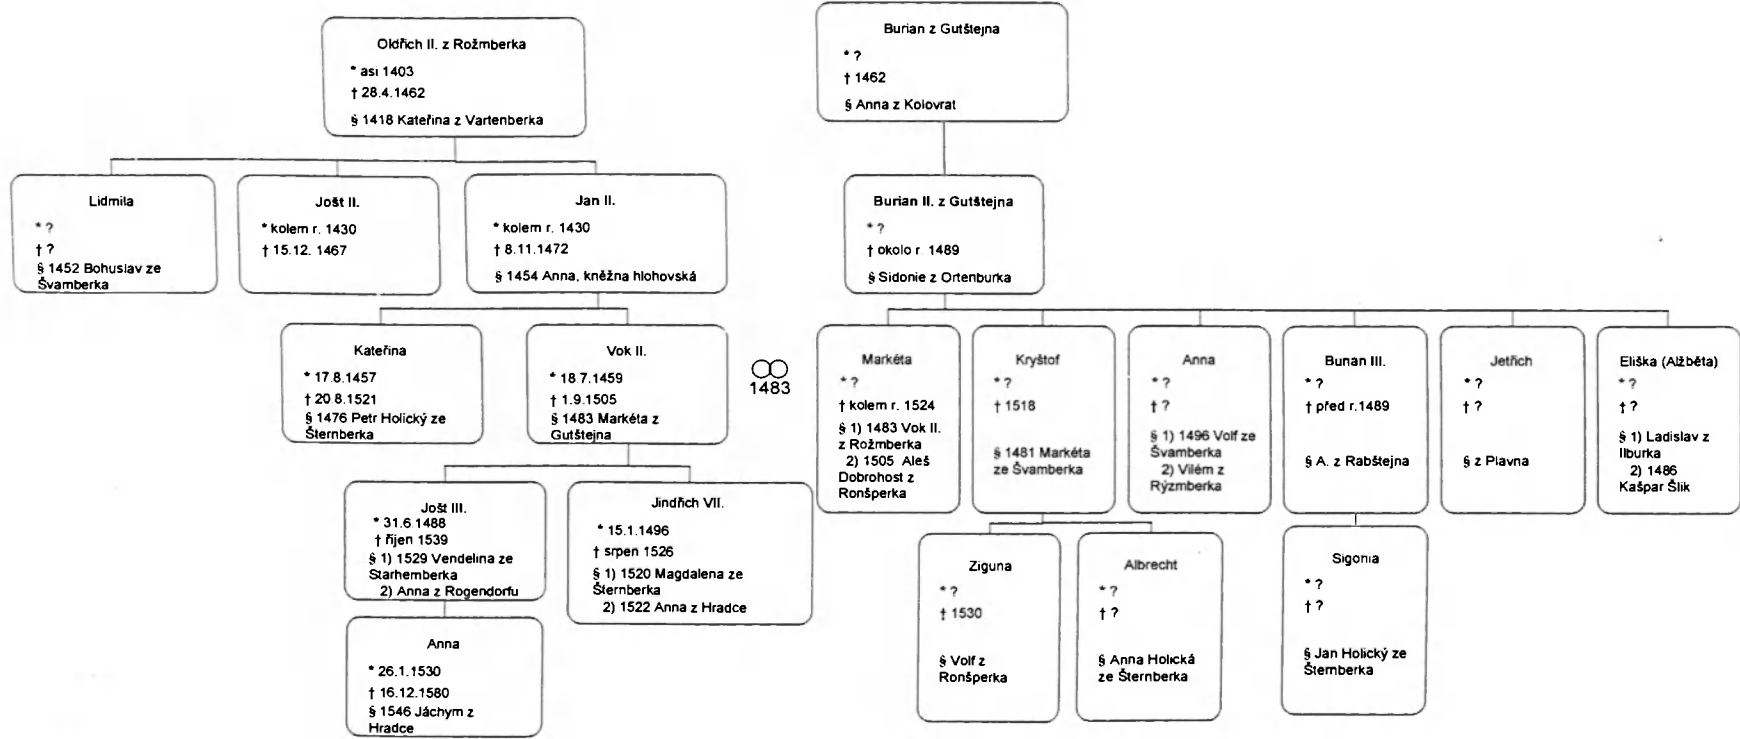 Oldřich II. z Rožmberka
* asi 1403
† 28.4.1462
§ 1418 Kateřina z Vartenberka
Burian z Gutštejna
* ?
† 1462
§ Anna z Kolovrat
Lidmila
* ?
† ?
§ 1452 Bohuslav ze
Švamberka
Jošt II.
* kolem r. 1430
† 15.12. 1467
Jan II.
* kolem r. 1430
† 8.11.1472
§ 1454 Anna, kněžna hlohovská
Burian II. z Gutštejna
* ?
† okolo r. 1489
§ Sidonie z Ortenburka
Kateřina
* 17.8.1457
† 20.8.1521
§ 1476 Petr Holický ze
Šternberka
Vok II.
* 18.7.1459
† 1.9.1505
§ 1483 Markéta z
Gutštejna
1483
Markéta
* ?
† kolem r. 1524
§ 1) 1483 Vok II.
z Rožmberka
2) 1505 Aleš
Dobrohost z
Ronšperka
Kryštof
* ?
† 1518
§ 1481 Markéta
ze Švamberka
Anna
* ?
† ?
§ 1) 1496 Volf ze
Švamberka
2) Vilém z
Rýzmberka
Bunan III.
* ?
† před r.1489
§ A. z Rabštejna
Jetřich
* ?
† ?
§ z Plavna
Eliška (Alžběta)
* ?
† ?
§ 1) Ladislav z
Ilburka
2) 1486
Kašpar Šlik
Jošt III.
* 31.6.1488
† říjen 1539
§ 1) 1529 Vendelina ze
Starhemberka
2) Anna z Rogendorfu
Jindřich VII.
* 15.1.1496
† srpen 1526
§ 1) 1520 Magdalena ze
Šternberka
2) 1522 Anna z Hradce
Ziguna
* ?
† 1530
§ Volf z
Ronšperka
Albrecht
* ?
† ?
§ Anna Holická
ze Šternberka
Sigonia
* ?
† ?
§ Jan Holický ze
Šternberka
Anna
* 26.1.1530
† 16.12.1580
§ 1546 Jáchym z
Hradce